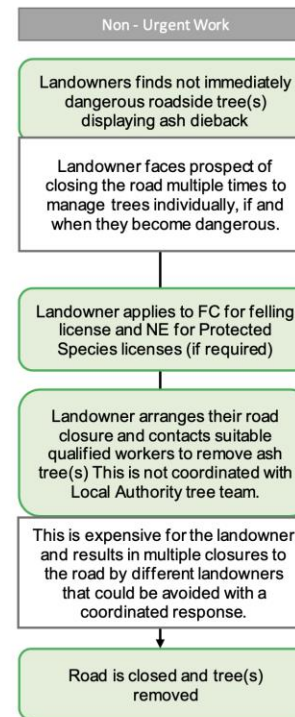 Non - Urgent Work
Landowners finds not immediately
dangerous roadside tree(s)
displaying ash dieback
Landowner faces prospect of
closing the road multiple times to
manage trees individually, if and
when they become dangerous.
Landowner applies to FC for felling
license and NE for Protected
Species licenses (if required)
Landowner arranges their road
closure and contacts suitable
qualified workers to remove ash
tree(s) This is not coordinated with
Local Authority tree team.
This is expensive for the landowner
and results in multiple closures to
the road by different landowners
that could be avoided with a
coordinated response.
Road is closed and tree(s)
removed